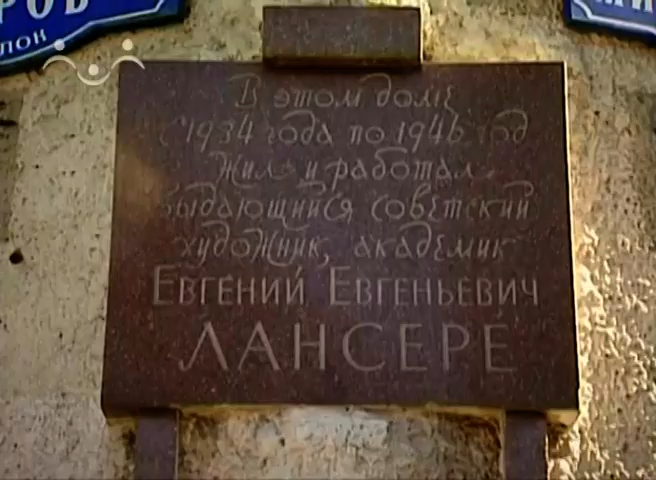 В этом доме
с 1934 года по 1946 год
жил и работал
выдающийся советский
художник, академик
ЕВГЕНИЙ ЕВГЕНЬЕВИЧ
ЛАНСЕРЕ